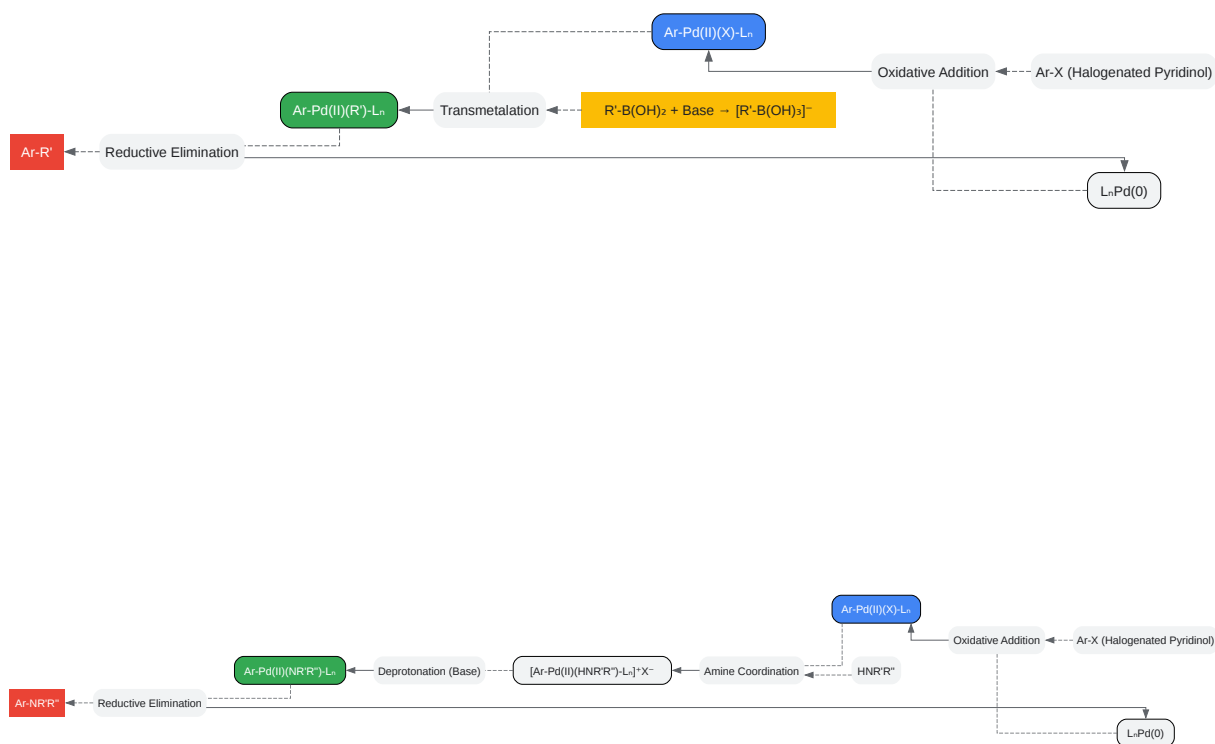 Ar-Pd(II)(X)-Lₙ
Oxidative Addition
Ar-X (Halogenated Pyridinol)
Ar-Pd(II)(R')-Lₙ
Transmetalation
R'-B(OH)₂ + Base → [R'-B(OH)₃]⁻
Ar-R'
Reductive Elimination
LₙPd(0)
Ar-Pd(II)(X)-Lₙ
Oxidative Addition
Ar-X (Halogenated Pyridinol)
Ar-Pd(II)(NR'R")-Lₙ
Deprotonation (Base)
[Ar-Pd(II)(HNR'R")-Lₙ]⁺X⁻
Amine Coordination
HNR'R"
Ar-NR'R"
Reductive Elimination
LₙPd(0)